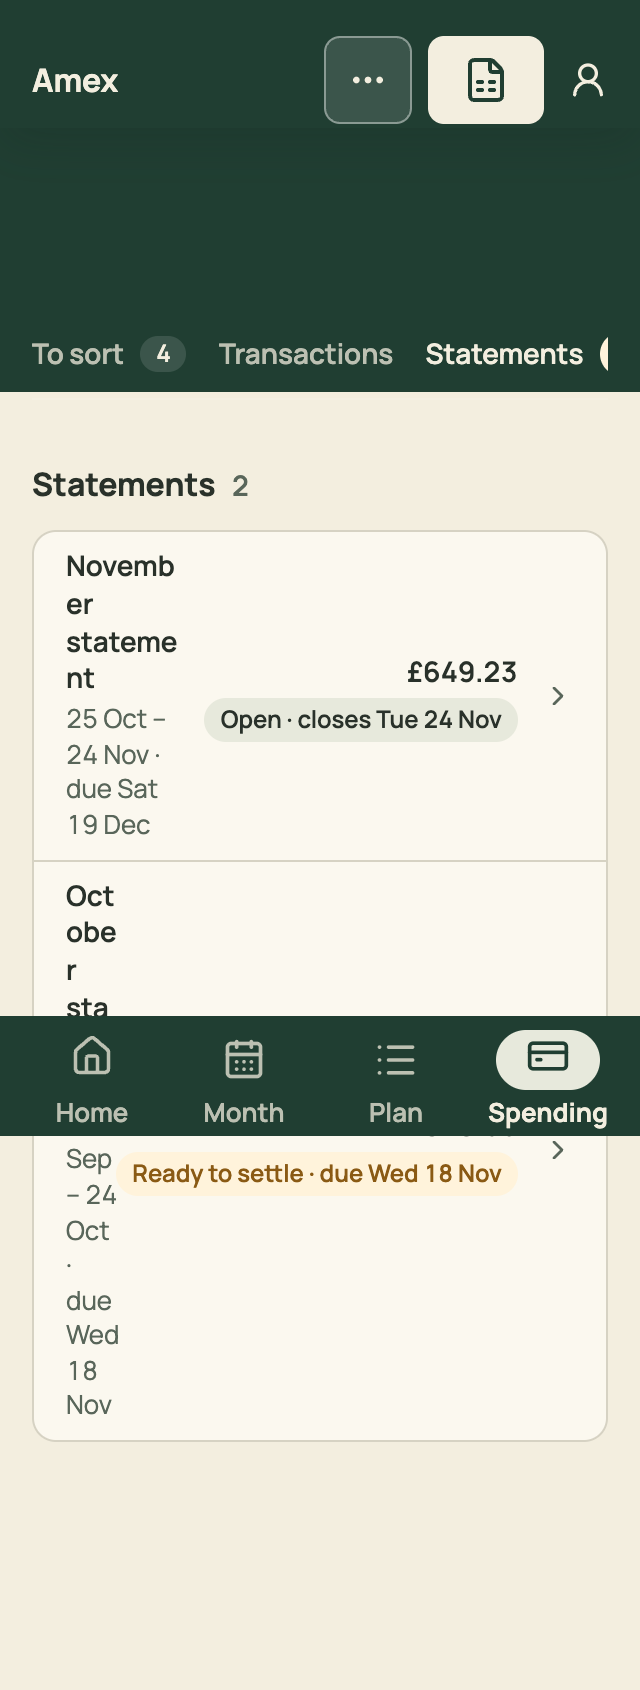 Amex
To sort 4 Transactions Statements
Statements 2
Novemb
er
stateme
nt
25 Oct –
24 Nov ·
due Sat
19 Dec
£649.23
Open · closes Tue 24 Nov
Oct
obe
r
sta
Home Month Plan Spending
Sep
– 24
Oct
·
due
Wed
18
Nov
Ready to settle · due Wed 18 Nov